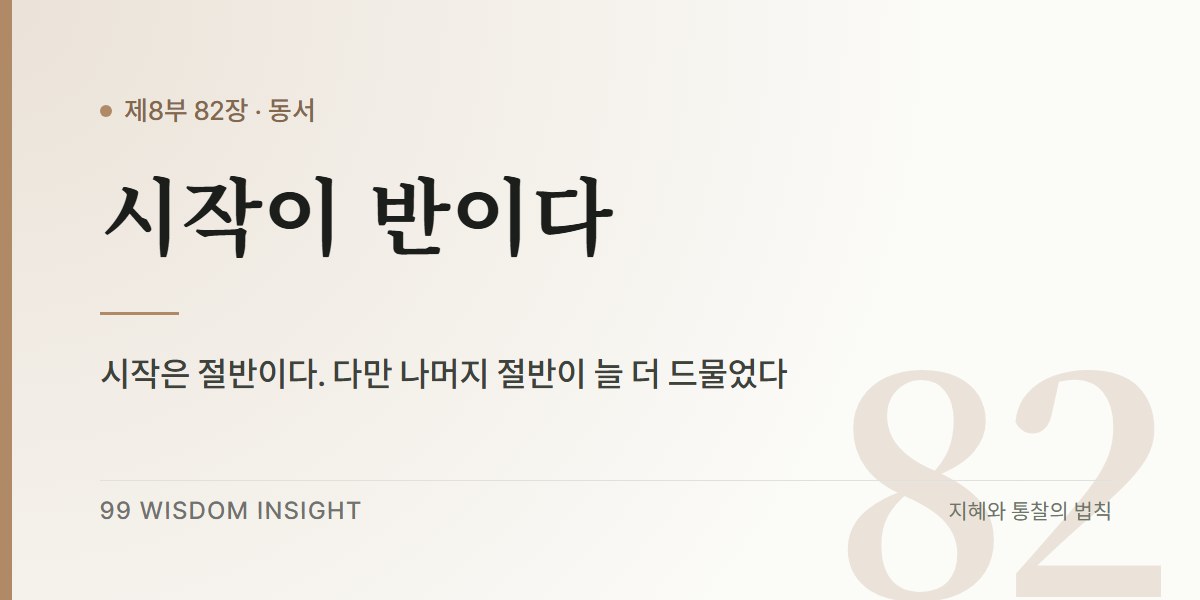 제8부 82장 · 동서
시작이 반이다
시작은 절반이다. 다만 나머지 절반이 늘 더 드물었다
82
99 WISDOM INSIGHT
지혜와 통찰의 법칙